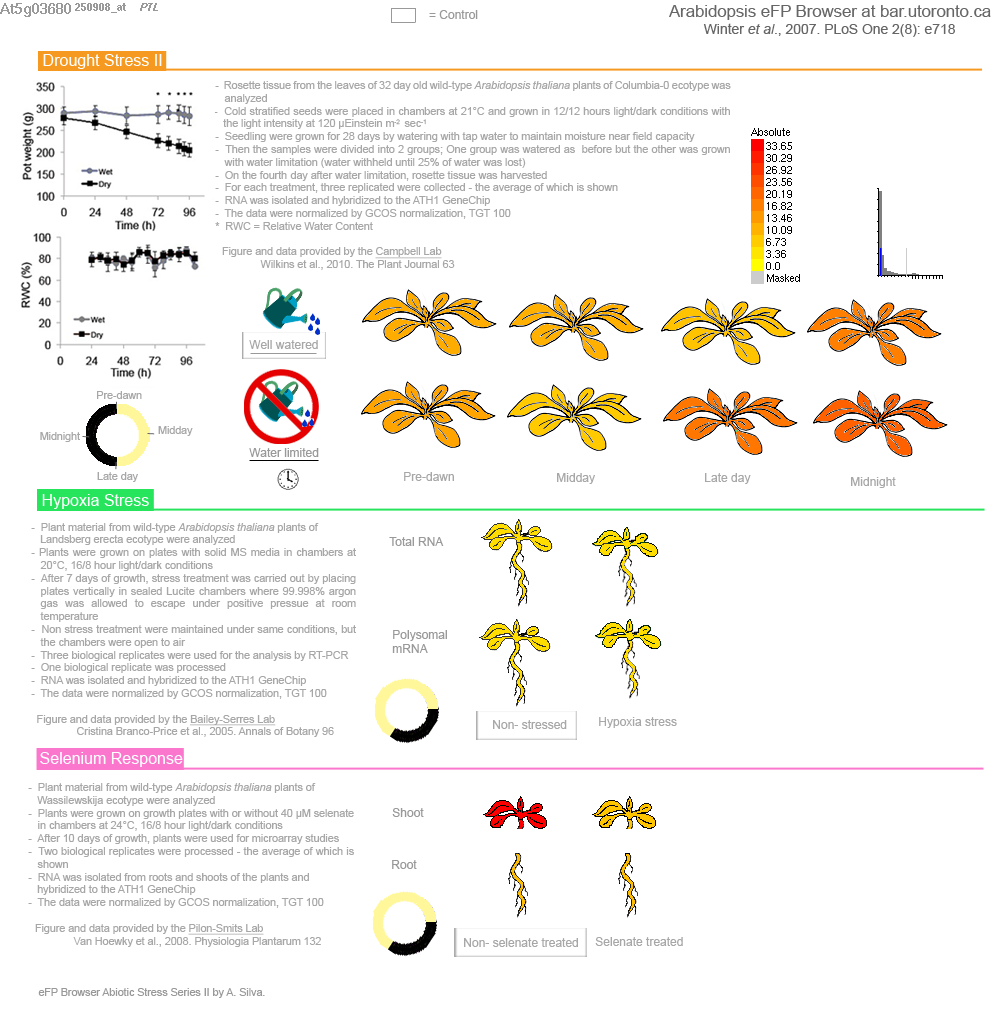 At5g03680 250908_at PTL
= Control
Arabidopsis eFP Browser at bar.utoronto.ca
Winter et al., 2007. PLoS One 2(8): e718
Drought Stress II
350
300
250
200
150
100
Pot weight (g)
* * * * *
Wet
Dry
0 24 48 72 96
Time (h)
100
80
60
40
20
0
RWC (%)
Wet
Dry
0 24 48 72 96
Time (h)
- Rosette tissue from the leaves of 32 day old wild-type Arabidopsis thaliana plants of Columbia-0 ecotype was
analyzed
- Cold stratified seeds were placed in chambers at 21°C and grown in 12/12 hours light/dark conditions with
the light intensity at 120 µEinstein m-2 sec-1
- Seedling were grown for 28 days by watering with tap water to maintain moisture near field capacity
- Then the samples were divided into 2 groups; One group was watered as before but the other was grown
with water limitation (water withheld until 25% of water was lost)
- On the fourth day after water limitation, rosette tissue was harvested
- For each treatment, three replicated were collected - the average of which is shown
- RNA was isolated and hybridized to the ATH1 GeneChip
- The data were normalized by GCOS normalization, TGT 100
* RWC = Relative Water Content
Figure and data provided by the Campbell Lab
Wilkins et al., 2010. The Plant Journal 63
Absolute
33.65
30.29
26.92
23.56
20.19
16.82
13.46
10.09
6.73
3.36
0.0
Masked
Well watered
Water limited
Pre-dawn
Midnight
Midday
Late day
Pre-dawn Midday Late day Midnight
Hypoxia Stress
- Plant material from wild-type Arabidopsis thaliana plants of
Landsberg erecta ecotype were analyzed
- Plants were grown on plates with solid MS media in chambers at
20°C, 16/8 hour light/dark conditions
- After 7 days of growth, stress treatment was carried out by placing
plates vertically in sealed Lucite chambers where 99.998% argon
gas was allowed to escape under positive pressue at room
temperature
- Non stress treatment were maintained under same conditions, but
the chambers were open to air
- Three biological replicates were used for the analysis by RT-PCR
- One biological replicate was processed
- RNA was isolated and hybridized to the ATH1 GeneChip
- The data were normalized by GCOS normalization, TGT 100
Figure and data provided by the Bailey-Serres Lab
Cristina Branco-Price et al., 2005. Annals of Botany 96
Total RNA
Polysomal
mRNA
Non- stressed
Hypoxia stress
Selenium Response
- Plant material from wild-type Arabidopsis thaliana plants of
Wassilewskija ecotype were analyzed
- Plants were grown on growth plates with or without 40 µM selenate
in chambers at 24°C, 16/8 hour light/dark conditions
- After 10 days of growth, plants were used for microarray studies
- Two biological replicates were processed - the average of which is
shown
- RNA was isolated from roots and shoots of the plants and
hybridized to the ATH1 GeneChip
- The data were normalized by GCOS normalization, TGT 100
Figure and data provided by the Pilon-Smits Lab
Van Hoewky et al., 2008. Physiologia Plantarum 132
Shoot
Root
Non- selenate treated
Selenate treated
eFP Browser Abiotic Stress Series II by A. Silva.